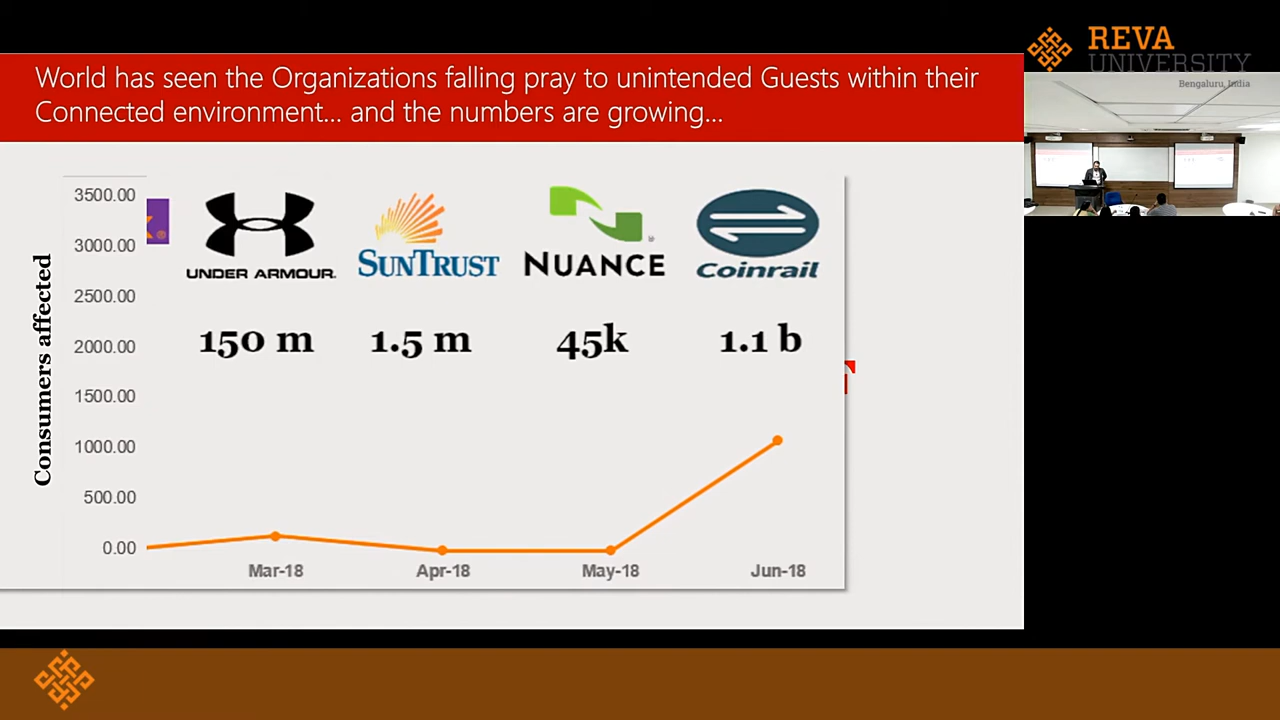 World has seen the Organizations falling pray to unintended Guests within their
Connected environment... and the numbers are growing...
REVA
UNIVERSITY
Bengaluru, India
Consumers affected
3500.00
3000.00
2500.00
2000.00
1500.00
1000.00
500.00
0.00
UNDER ARMOUR.
SUNTRUST
NUANCE
Coinrail
150 m
1.5 m
45k
1.1 b
Mar-18
Apr-18
May-18
Jun-18